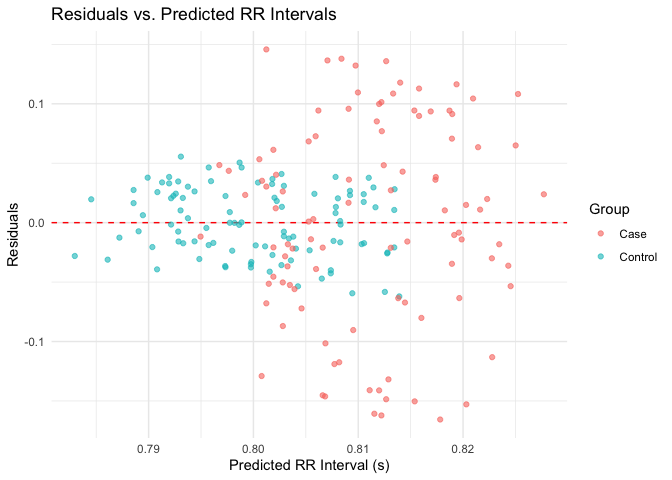 Residuals vs. Predicted RR Intervals
0.1
0.0
-0.1
Residuals
0.79 0.80 0.81 0.82
Predicted RR Interval (s)
Group
Case
Control